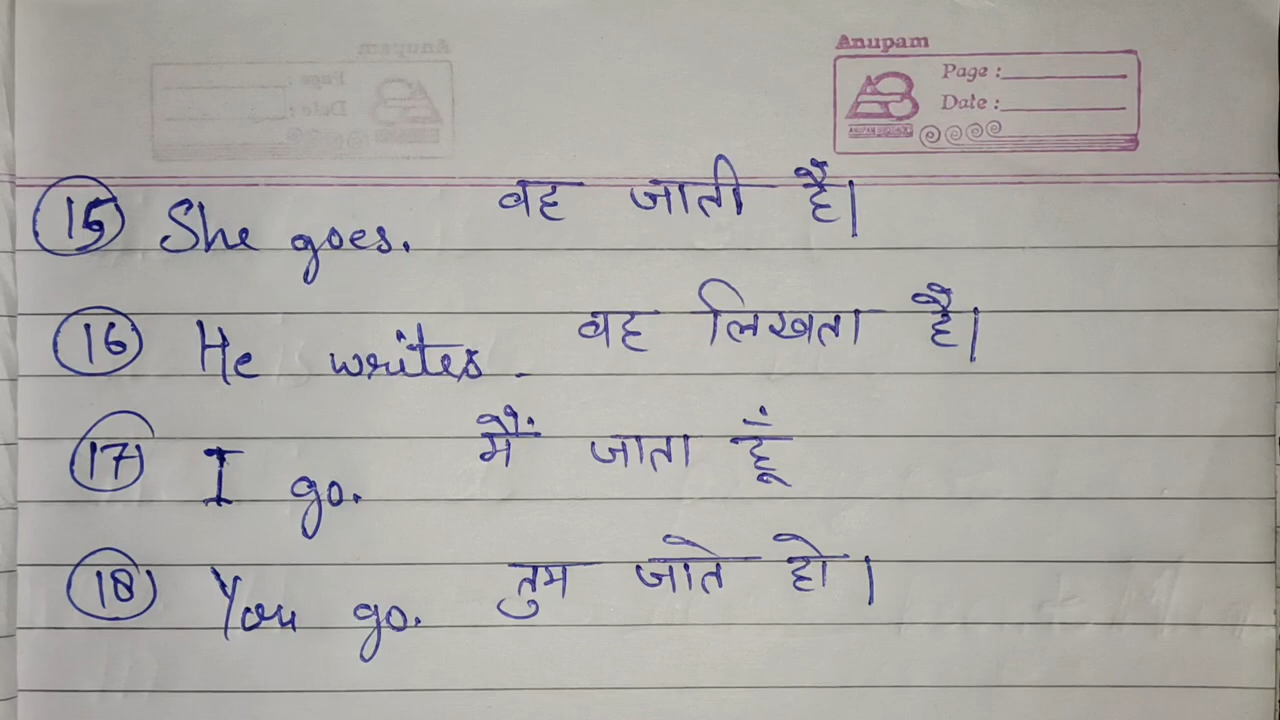 Anupam
Page :
Date :
15 She goes. वह जाती है।
16 He writes. वह लिखता है।
17 I go. मैं जाता हूँ
18 You go. तुम जाते हो।